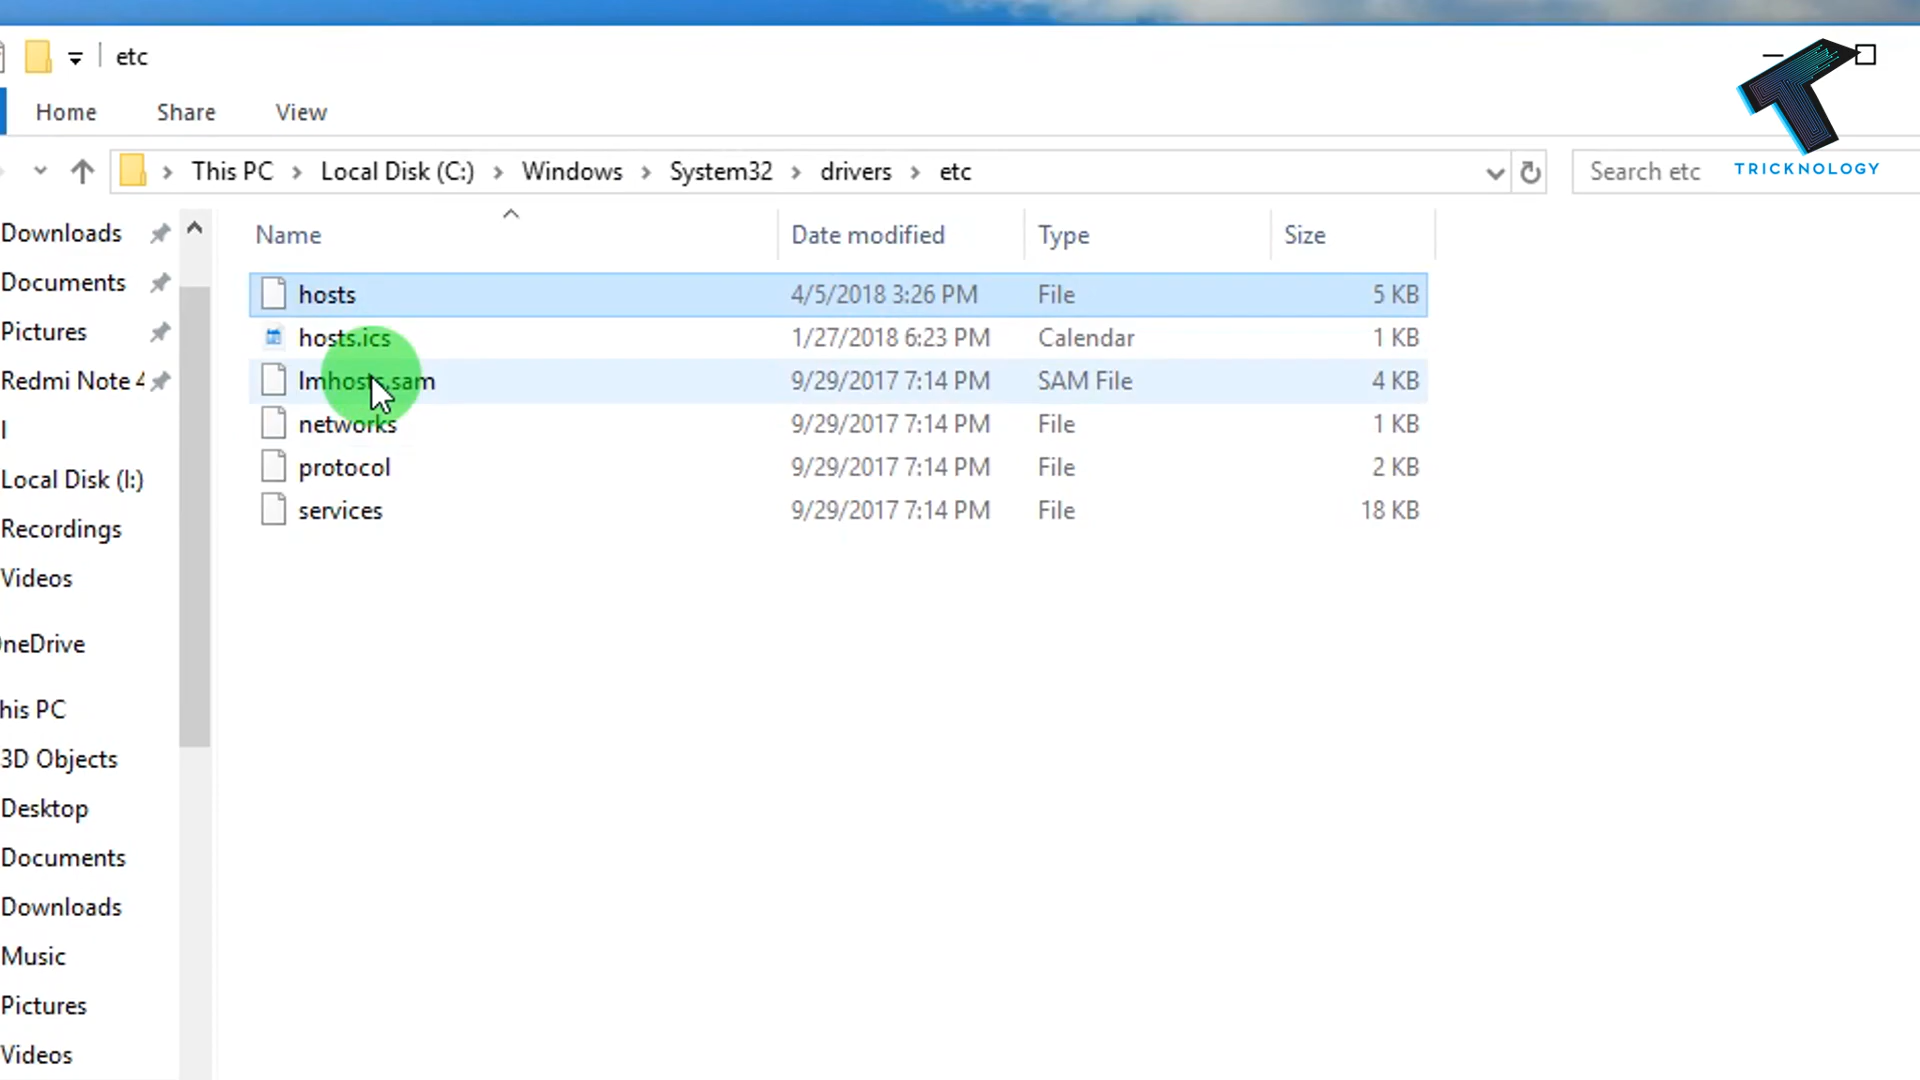 etc
Home Share View
This PC Local Disk (C:) Windows System32 drivers etc Search etc
TRICKNOLOGY
Name Date modified Type Size
hosts 4/5/2018 3:26 PM File 5 KB
hosts.ics 1/27/2018 6:23 PM Calendar 1 KB
lmhosts.sam 9/29/2017 7:14 PM SAM File 4 KB
networks 9/29/2017 7:14 PM File 1 KB
protocol 9/29/2017 7:14 PM File 2 KB
services 9/29/2017 7:14 PM File 18 KB
Downloads
Documents
Pictures
Redmi Note 4
I
Local Disk (I:)
Recordings
Videos
neDrive
his PC
3D Objects
Desktop
Documents
Downloads
Music
Pictures
Videos